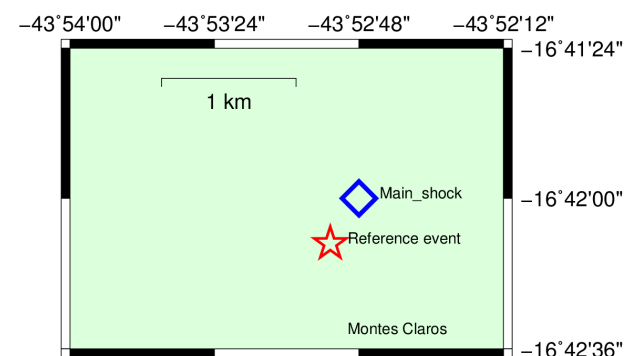 −43˚54'00" −43˚53'24" −43˚52'48" −43˚52'12"
−16˚41'24"
1 km
Main_shock
−16˚42'00"
Reference event
Montes Claros
−16˚42'36"